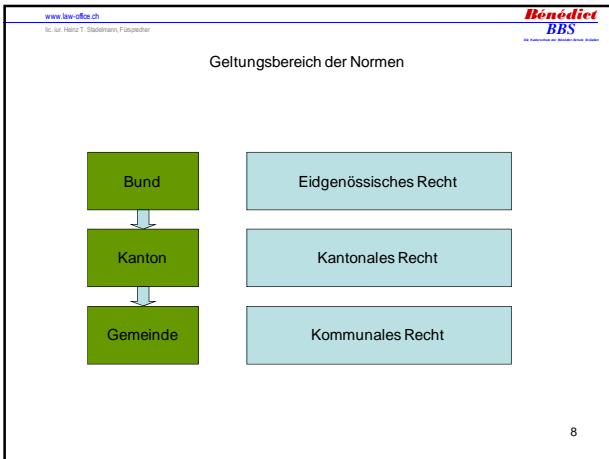 www.law-office.ch
lic. iur. Heinz T. Stadelmann, Fürsprecher
Bénédict
BBS
Geltungsbereich der Normen
Bund
Eidgenössisches Recht
Kanton
Kantonales Recht
Gemeinde
Kommunales Recht
8